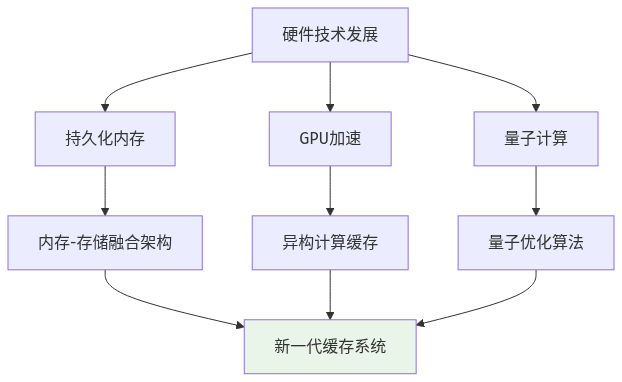 硬件技术发展
持久化内存
GPU加速
量子计算
内存-存储融合架构
异构计算缓存
量子优化算法
新一代缓存系统